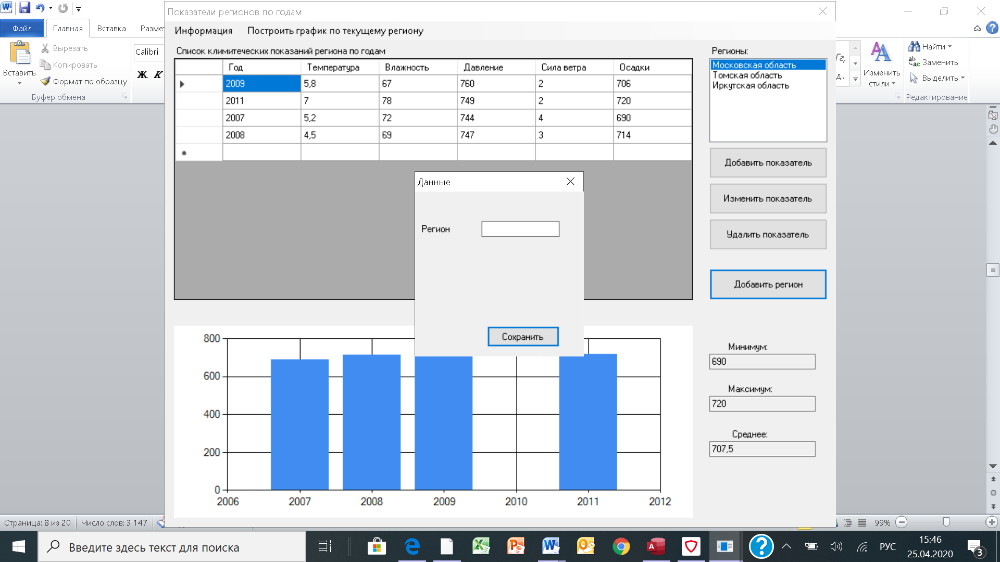 Показатели регионов по годам
Файл
Главная
Вставка
Информация
Построить график по текущему региону
Вставить
Вырезать
Копировать
Формат по образцу
Буфер обмена
Calibri
Ж К
Список климитеческих показаний региона по годам
Год Температура Влажность Давление Сила ветра Осадки
2009 5,8 67 760 2 706
2011 7 78 749 2 720
2007 5,2 72 744 4 690
2008 4,5 69 747 3 714
Регионы:
Московская область
Томская область
Иркутская область
Добавить показатель
Изменить показатель
Удалить показатель
Добавить регион
Изменить
стили
Найти
Заменить
Выделить
Редактирование
Данные
Регион
Сохранить
800
600
400
200
0
2006 2007 2008 2009 2010 2011 2012
Минимум:
690
Максимум:
720
Среднее:
707,5
Страница: 8 из 20
Число слов: 3 147
99%
Введите здесь текст для поиска
РУС
15:46
25.04.2020
3